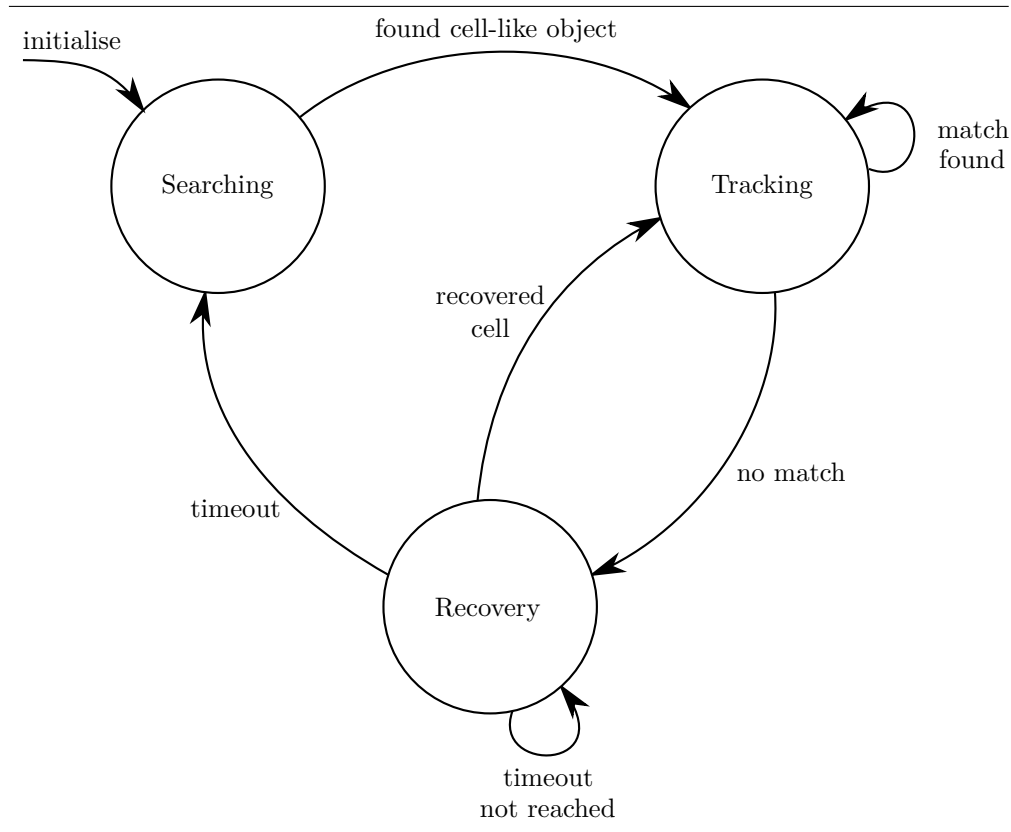 initialise
found cell-like object
Searching
Tracking
match
found
recovered
cell
no match
timeout
Recovery
timeout
not reached